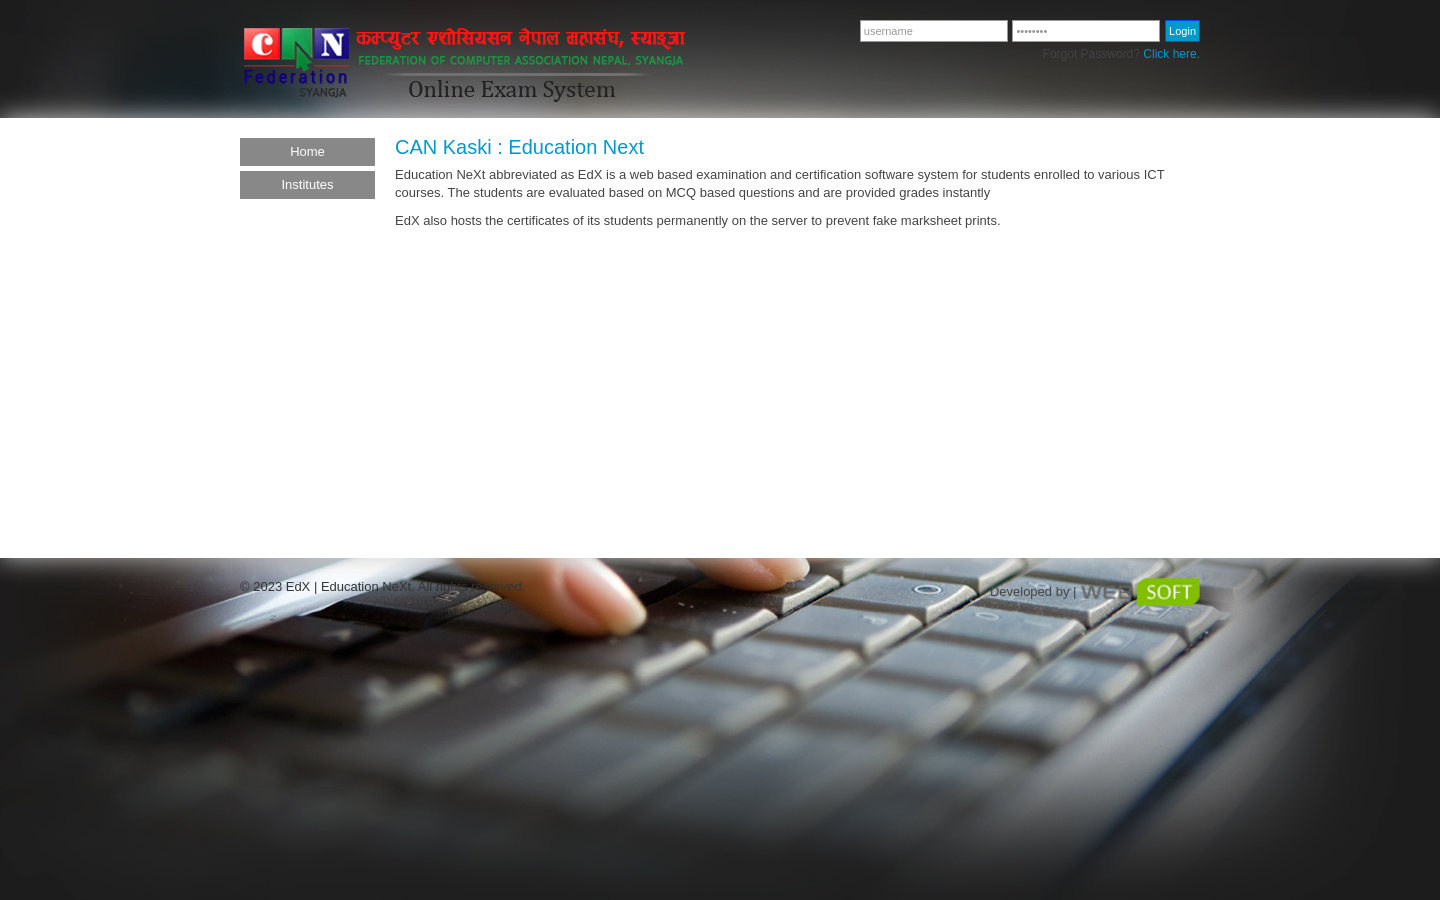 CAN
Federation
SYANGJA
कम्प्युटर एशोसियसन नेपाल महासंघ, स्याङ्जा
FEDERATION OF COMPUTER ASSOCIATION NEPAL, SYANGJA
Online Exam System
username
••••••••
Login
Forgot Password? Click here.
Home
Institutes
CAN Kaski : Education Next
Education NeXt abbreviated as EdX is a web based examination and certification software system for students enrolled to various ICT
courses. The students are evaluated based on MCQ based questions and are provided grades instantly
EdX also hosts the certificates of its students permanently on the server to prevent fake marksheet prints.
© 2023 EdX | Education NeXt. All rights reserved.
Developed by | WEB SOFT